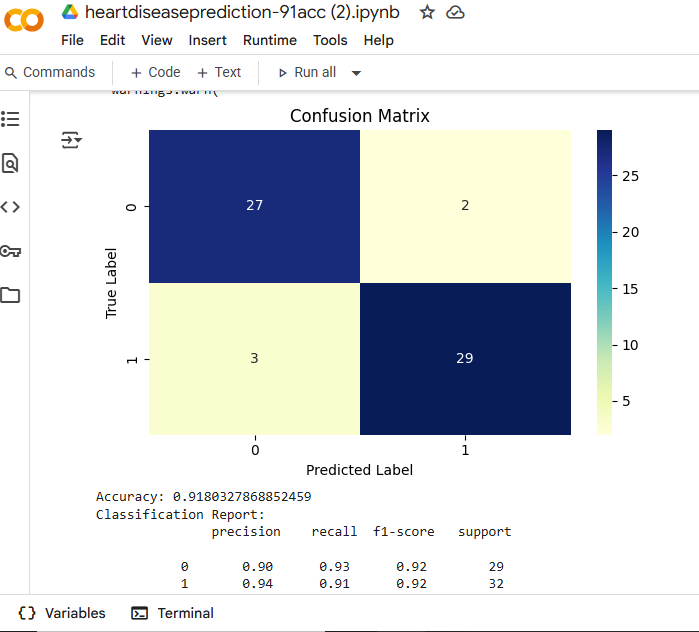 heartdiseaseprediction-91acc (2).ipynb
File Edit View Insert Runtime Tools Help
Commands + Code + Text Run all
warnings.warn(
Confusion Matrix
27 2
3 29
0
1
True Label
0 1
Predicted Label
25
20
15
10
5
Accuracy: 0.9180327868852459
Classification Report:
precision recall f1-score support
0 0.90 0.93 0.92 29
1 0.94 0.91 0.92 32
{} Variables Terminal